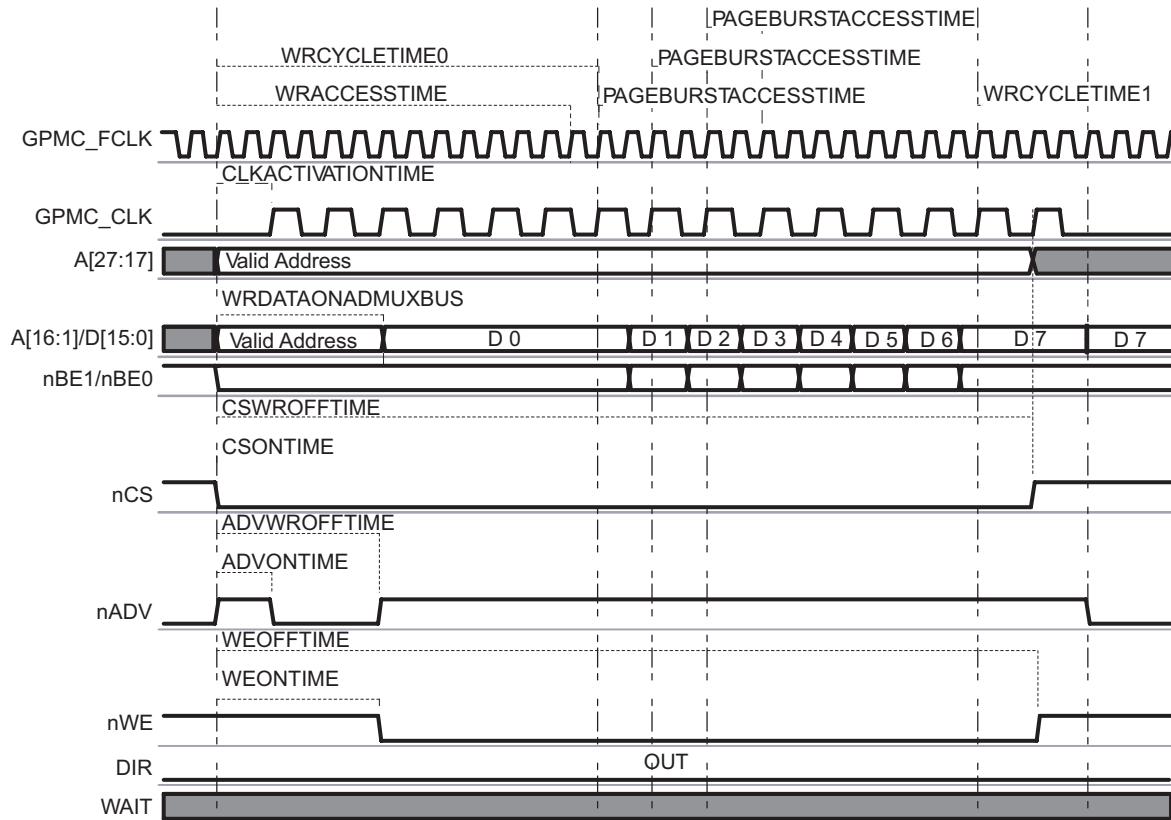 PAGEBURSTACCESSTIME
WRCYCLETIME0
PAGEBURSTACCESSTIME
WRACCESSTIME
PAGEBURSTACCESSTIME
WRCYCLETIME1
GPMC_FCLK
CLKACTIVATIONTIME
GPMC_CLK
A[27:17]
Valid Address
WRDATAONADMUXBUS
A[16:1]/D[15:0]
Valid Address
D 0
D 1
D 2
D 3
D 4
D 5
D 6
D 7
D 7
nBE1/nBE0
CSWROFFTIME
CSONTIME
nCS
ADVWROFFTIME
ADVONTIME
nADV
WEOFFTIME
WEONTIME
nWE
DIR
OUT
WAIT